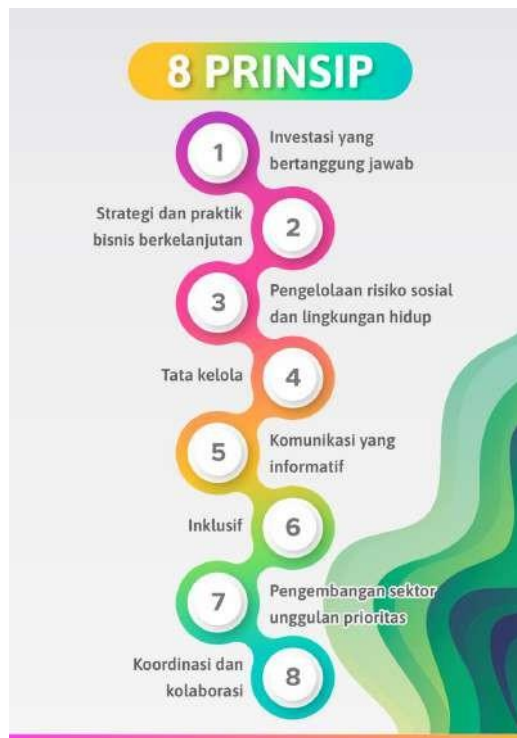 8 PRINSIP
1
Investasi yang
bertanggung jawab
Strategi dan praktik
bisnis berkelanjutan
2
3
Pengelolaan risiko sosial
dan lingkungan hidup
Tata kelola
4
5
Komunikasi yang
informatif
Inklusif
6
7
Pengembangan sektor
unggulan prioritas
Koordinasi dan
kolaborasi
8